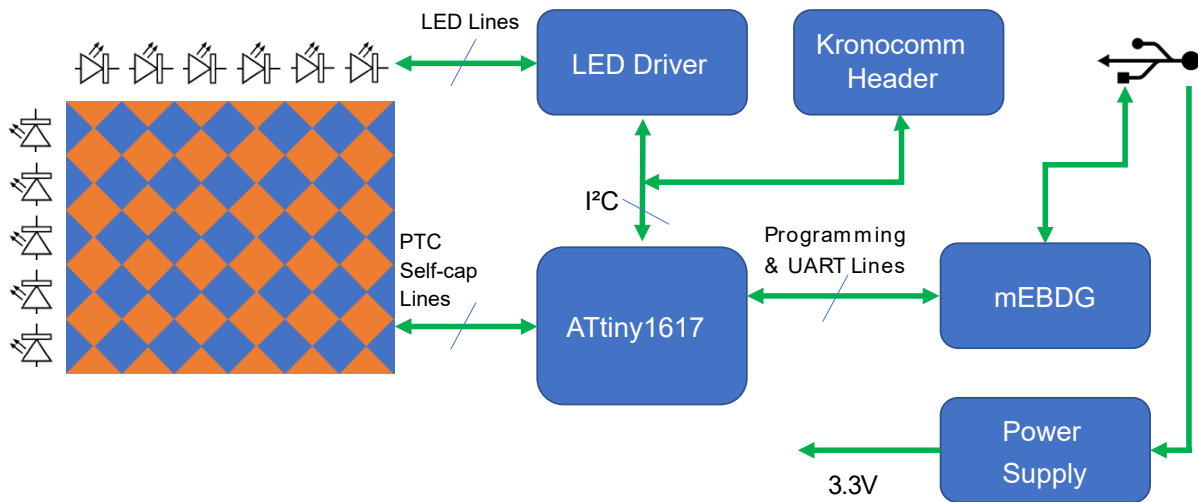 LED Lines
LED Driver
Kronocomm
Header
I²C
PTC
Self-cap
Lines
ATtiny1617
Programming
& UART Lines
mEBDG
Power
Supply
3.3V